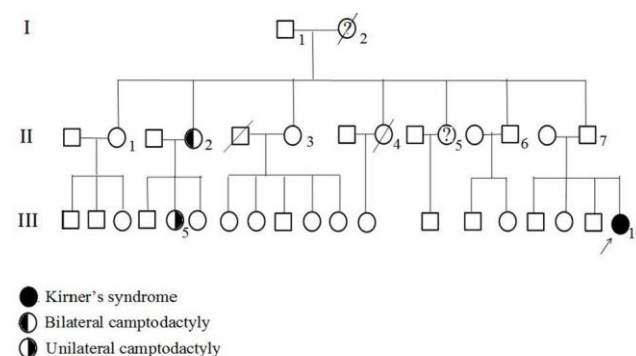 I
1
? 2
II
1 2 3 4 ? 5 6 7
III
5 1
Kirner's syndrome
Bilateral camptodactyly
Unilateral camptodactyly